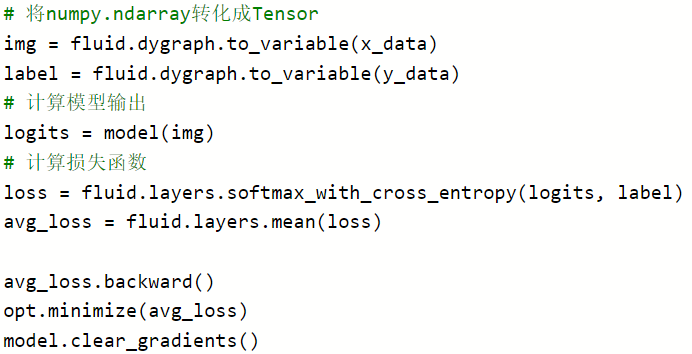 # 将numpy.ndarray转化成Tensor
img = fluid.dygraph.to_variable(x_data)
label = fluid.dygraph.to_variable(y_data)
# 计算模型输出
logits = model(img)
# 计算损失函数
loss = fluid.layers.softmax_with_cross_entropy(logits, label)
avg_loss = fluid.layers.mean(loss)
avg_loss.backward()
opt.minimize(avg_loss)
model.clear_gradients()